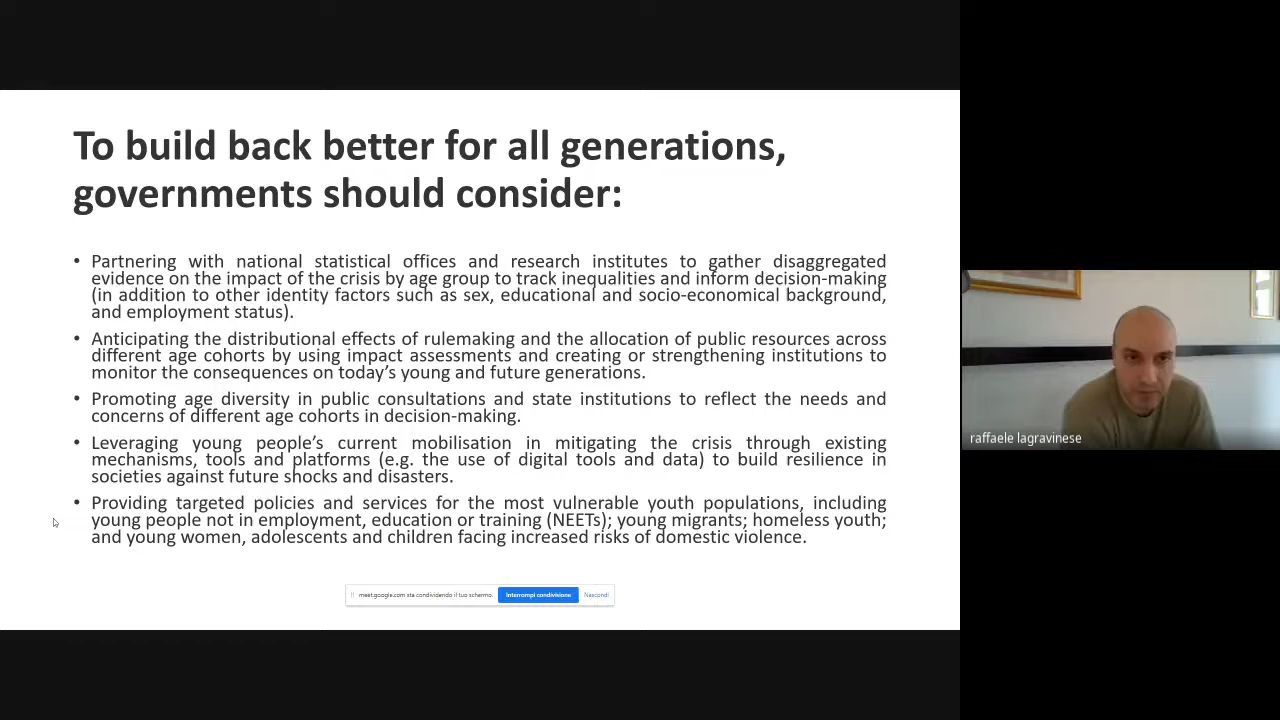 To build back better for all generations,
governments should consider:
• Partnering with national statistical offices and research institutes to gather disaggregated
evidence on the impact of the crisis by age group to track inequalities and inform decision-making
(in addition to other identity factors such as sex, educational and socio-economical background,
and employment status).
• Anticipating the distributional effects of rulemaking and the allocation of public resources across
different age cohorts by using impact assessments and creating or strengthening institutions to
monitor the consequences on today's young and future generations.
• Promoting age diversity in public consultations and state institutions to reflect the needs and
concerns of different age cohorts in decision-making.
• Leveraging young people's current mobilisation in mitigating the crisis through existing
mechanisms, tools and platforms (e.g. the use of digital tools and data) to build resilience in
societies against future shocks and disasters.
• Providing targeted policies and services for the most vulnerable youth populations, including
young people not in employment, education or training (NEETs); young migrants; homeless youth;
and young women, adolescents and children facing increased risks of domestic violence.
meet.google.com sta condividendo il tuo schermo. Interrompi condivisione Nascondi
raffaele lagravinese